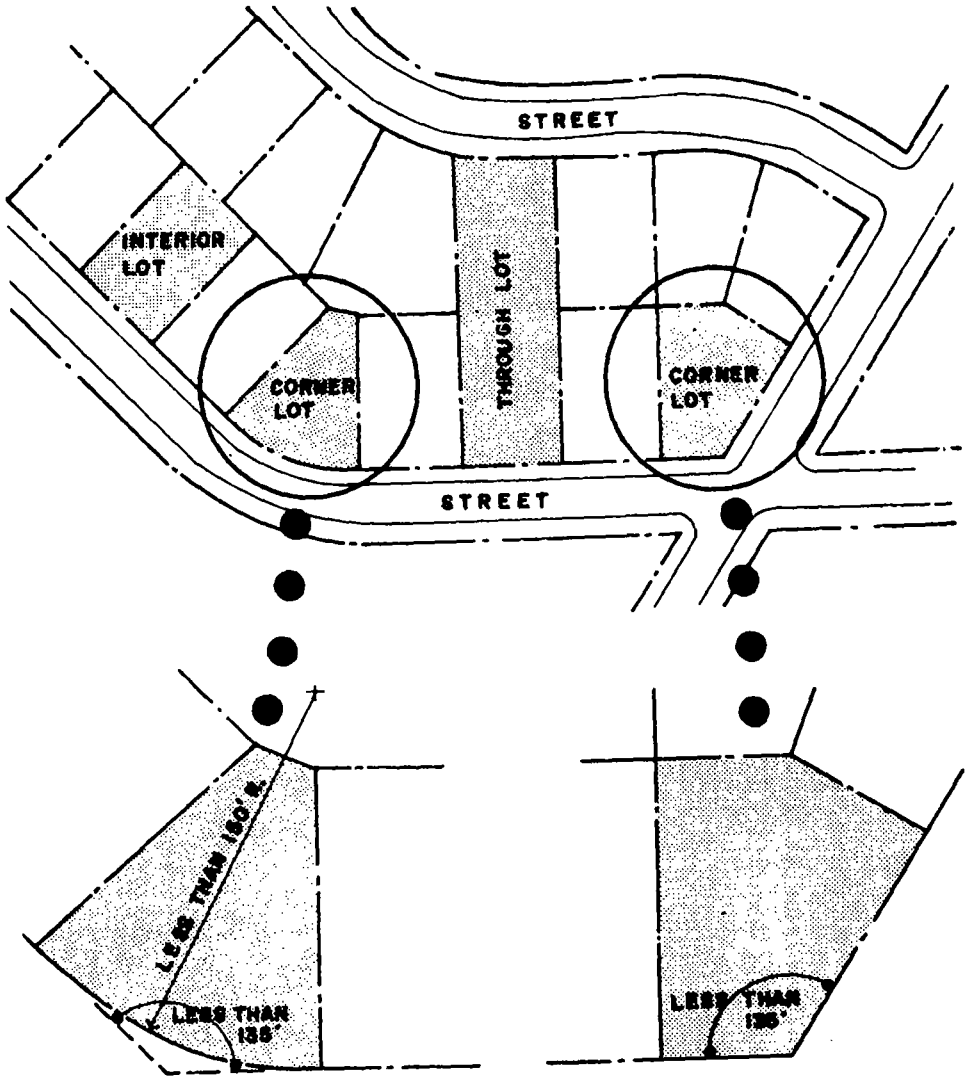 STREET
INTERIOR
LOT
THROUGH LOT
CORNER
LOT
CORNER
LOT
STREET
LESS THAN 150' R.
LESS THAN
135'
LESS THAN
135'